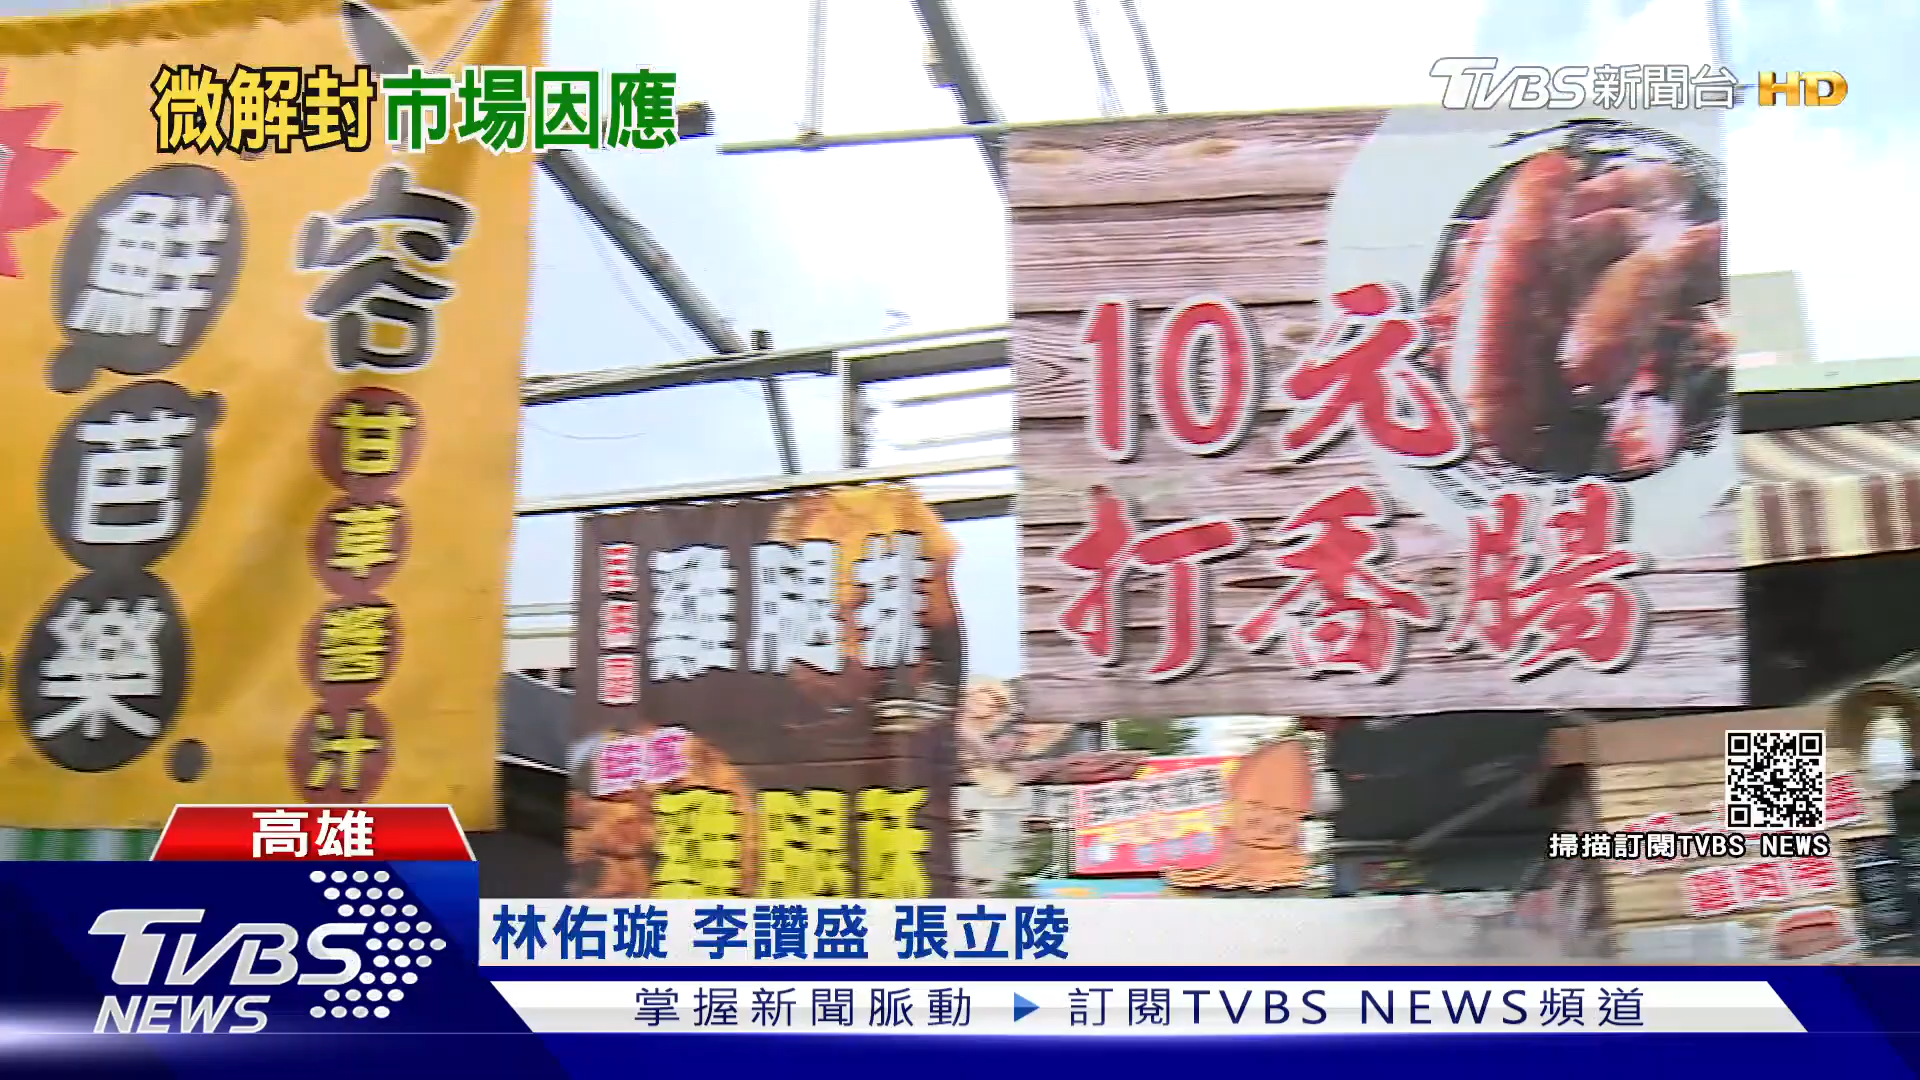 微解封市場因應
TVBS新聞台 HD
鮮芭樂
甘草醬汁
10元
打香腸
雞腿排
雞腿
掃描訂閱TVBS NEWS
高雄
林佑璇 李讚盛 張立陵
TVBS
NEWS
掌握新聞脈動 ▶ 訂閱TVBS NEWS頻道